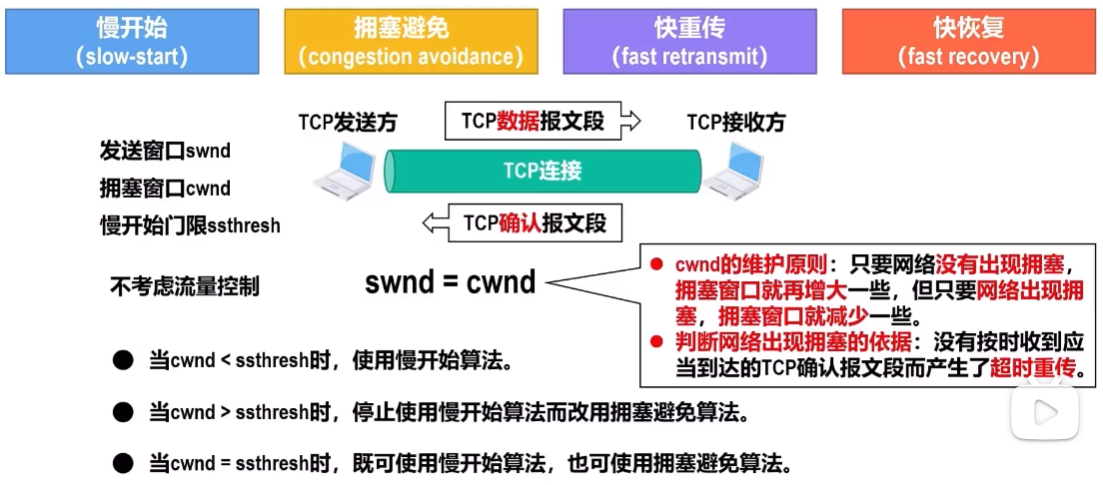 慢开始
（slow-start）
拥塞避免
（congestion avoidance）
快重传
（fast retransmit）
快恢复
（fast recovery）
TCP发送方
TCP数据报文段
TCP接收方
发送窗口swnd
拥塞窗口cwnd
慢开始门限ssthresh
TCP连接
TCP确认报文段
不考虑流量控制
swnd = cwnd
● cwnd的维护原则：只要网络没有出现拥塞，
拥塞窗口就再增大一些，但只要网络出现拥
塞，拥塞窗口就减少一些。
● 判断网络出现拥塞的依据：没有按时收到应
当到达的TCP确认报文段而产生了超时重传。
● 当cwnd < ssthresh时，使用慢开始算法。
● 当cwnd > ssthresh时，停止使用慢开始算法而改用拥塞避免算法。
● 当cwnd = ssthresh时，既可使用慢开始算法，也可使用拥塞避免算法。